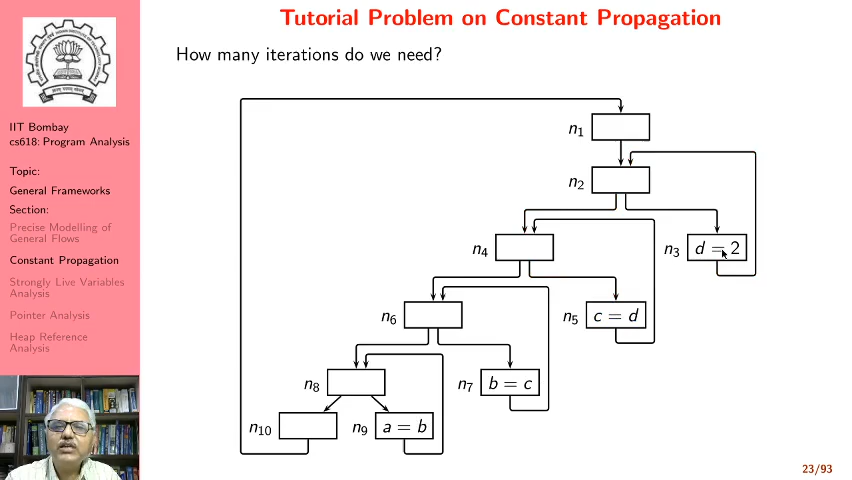 Tutorial Problem on Constant Propagation
How many iterations do we need?
IIT Bombay
cs618: Program Analysis
Topic:
General Frameworks
Section:
Precise Modelling of
General Flows
Constant Propagation
Strongly Live Variables
Analysis
Pointer Analysis
Heap Reference
Analysis
n1
n2
n4
n3
d = 2
n6
n5
c = d
n8
n7
b = c
n10
n9
a = b
23/93